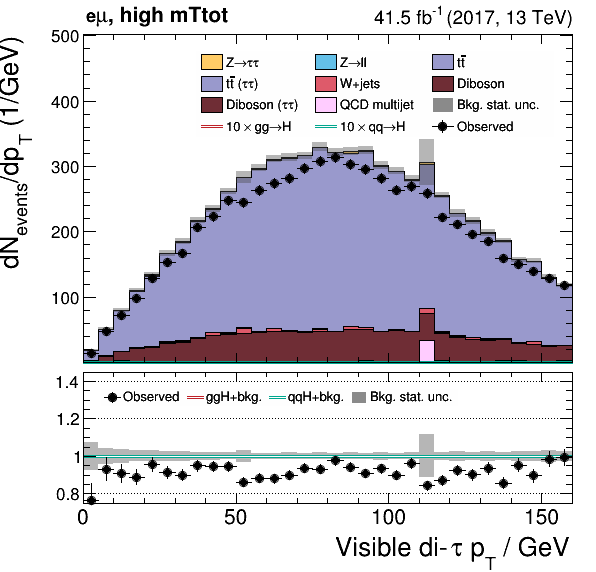 eμ, high mTtot 41.5 fb⁻¹ (2017, 13 TeV)
dN_events/dp_T (1/GeV)
500
400
300
200
100
Z→ττ Z→ll tt̄
tt̄ (ττ) W+jets Diboson
Diboson (ττ) QCD multijet Bkg. stat. unc.
10 × gg→H 10 × qq→H Observed
1.4
1.2
1
0.8
Observed ggH+bkg. qqH+bkg. Bkg. stat. unc.
0 50 100 150
Visible di-τ p_T / GeV